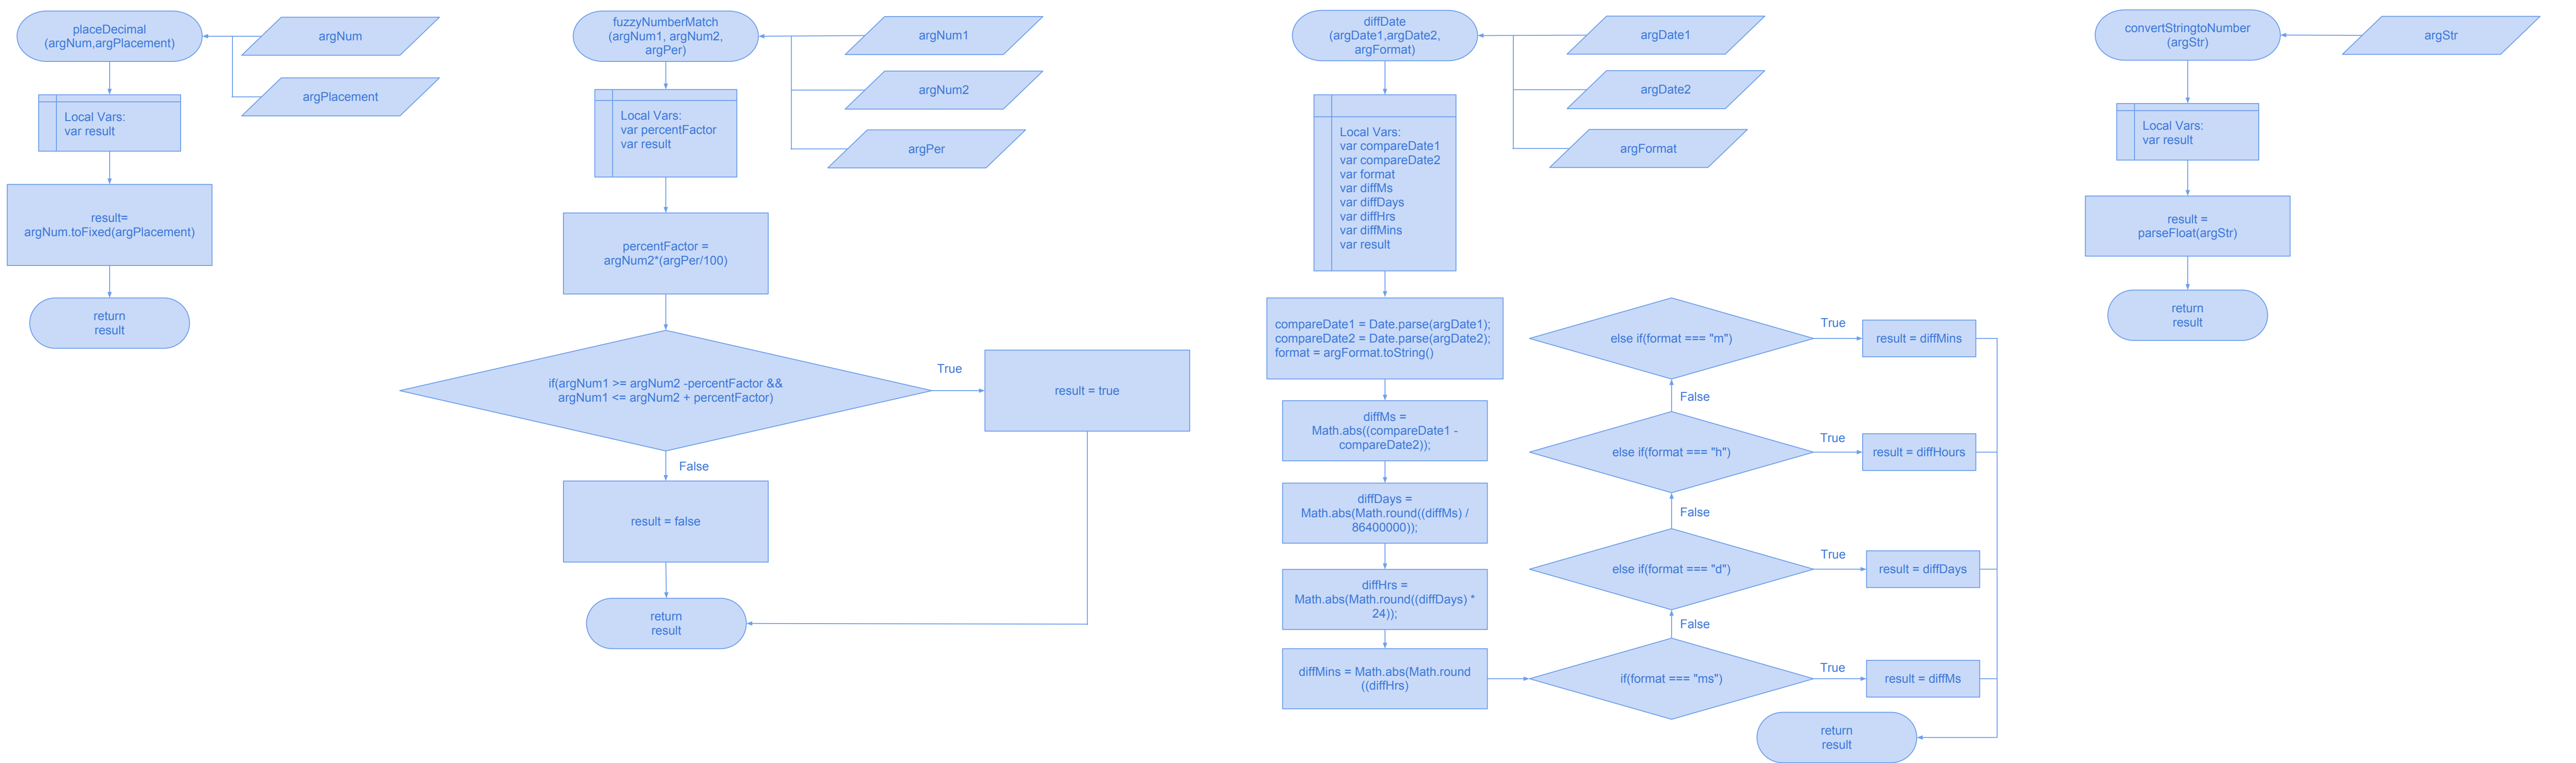 placeDecimal
(argNum,argPlacement)
argNum
argPlacement
Local Vars:
var result
result=
argNum.toFixed(argPlacement)
return
result
fuzzyNumberMatch
(argNum1, argNum2,
argPer)
argNum1
argNum2
argPer
Local Vars:
var percentFactor
var result
percentFactor =
argNum2*(argPer/100)
if(argNum1 >= argNum2 -percentFactor &&
argNum1 <= argNum2 + percentFactor)
True
result = true
False
result = false
return
result
diffDate
(argDate1,argDate2,
argFormat)
argDate1
argDate2
argFormat
Local Vars:
var compareDate1
var compareDate2
var format
var diffMs
var diffDays
var diffHrs
var diffMins
var result
compareDate1 = Date.parse(argDate1);
compareDate2 = Date.parse(argDate2);
format = argFormat.toString()
diffMs =
Math.abs((compareDate1 -
compareDate2));
diffDays =
Math.abs(Math.round((diffMs) /
86400000));
diffHrs =
Math.abs(Math.round((diffDays) *
24));
diffMins = Math.abs(Math.round
((diffHrs)
if(format === "ms")
True
result = diffMs
False
else if(format === "d")
True
result = diffDays
False
else if(format === "h")
True
result = diffHours
False
else if(format === "m")
True
result = diffMins
return
result
convertStringtoNumber
(argStr)
argStr
Local Vars:
var result
result =
parseFloat(argStr)
return
result